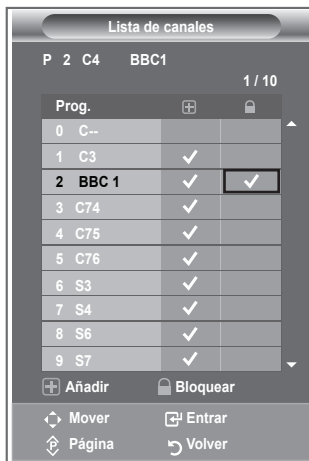 Lista de canales
P 2 C4 BBC1
1 / 10
Prog.
0 C--
1 C3
2 BBC 1
3 C74
4 C75
5 C76
6 S3
7 S4
8 S6
9 S7
Añadir Bloquear
Mover Entrar
Página Volver